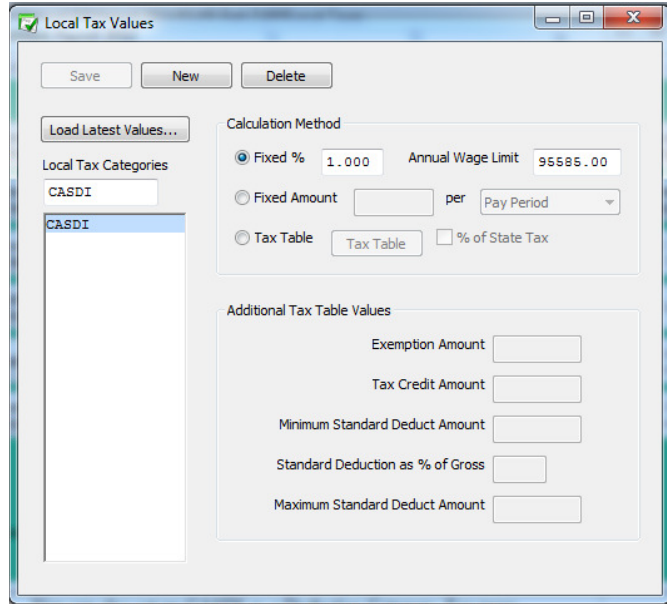 Local Tax Values
Save New Delete
Load Latest Values...
Local Tax Categories
CASDI
CASDI
Calculation Method
Fixed % 1.000 Annual Wage Limit 95585.00
Fixed Amount per Pay Period
Tax Table Tax Table % of State Tax
Additional Tax Table Values
Exemption Amount
Tax Credit Amount
Minimum Standard Deduct Amount
Standard Deduction as % of Gross
Maximum Standard Deduct Amount